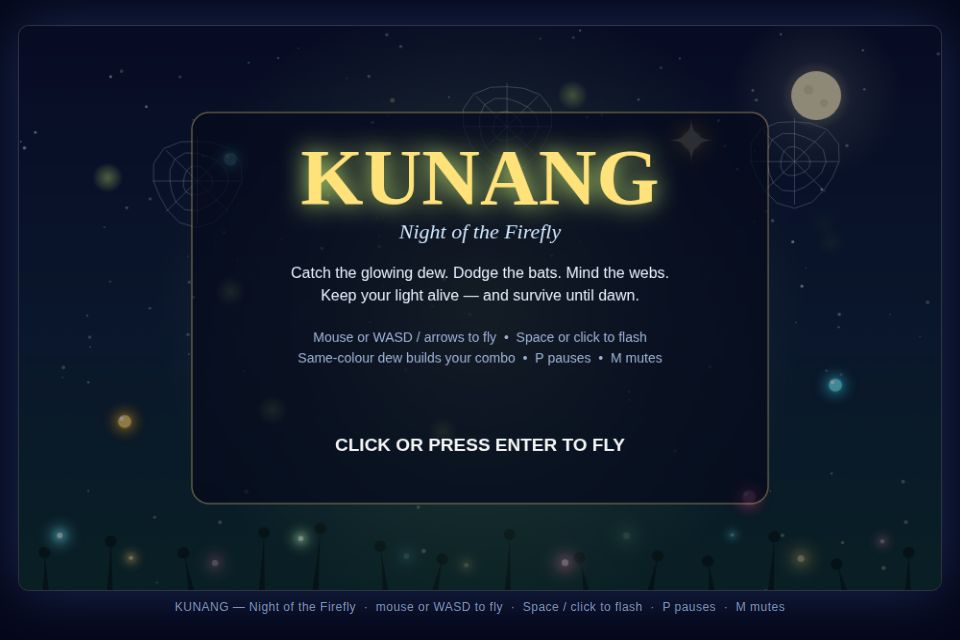 KUNANG
Night of the Firefly
Catch the glowing dew. Dodge the bats. Mind the webs.
Keep your light alive — and survive until dawn.
Mouse or WASD / arrows to fly • Space or click to flash
Same-colour dew builds your combo • P pauses • M mutes
CLICK OR PRESS ENTER TO FLY
KUNANG — Night of the Firefly · mouse or WASD to fly · Space / click to flash · P pauses · M mutes